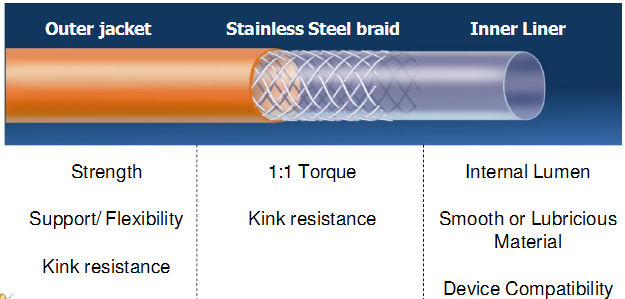 Outer jacket
Stainless Steel braid
Inner Liner
Strength
Support/ Flexibility
Kink resistance
1:1 Torque
Kink resistance
Internal Lumen
Smooth or Lubricious
Material
Device Compatibility